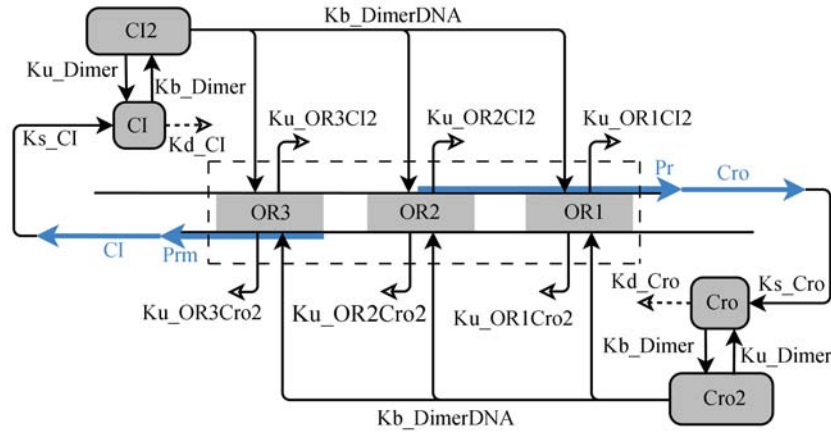 Kb_DimerDNA
CI2
Ku_Dimer
Kb_Dimer
CI
Ks_CI
Kd_CI
Ku_OR3CI2
Ku_OR2CI2
Ku_OR1CI2
Pr
Cro
OR3
OR2
OR1
CI
Prm
Ku_OR3Cro2
Ku_OR2Cro2
Ku_OR1Cro2
Kd_Cro
Cro
Ks_Cro
Kb_Dimer
Ku_Dimer
Cro2
Kb_DimerDNA